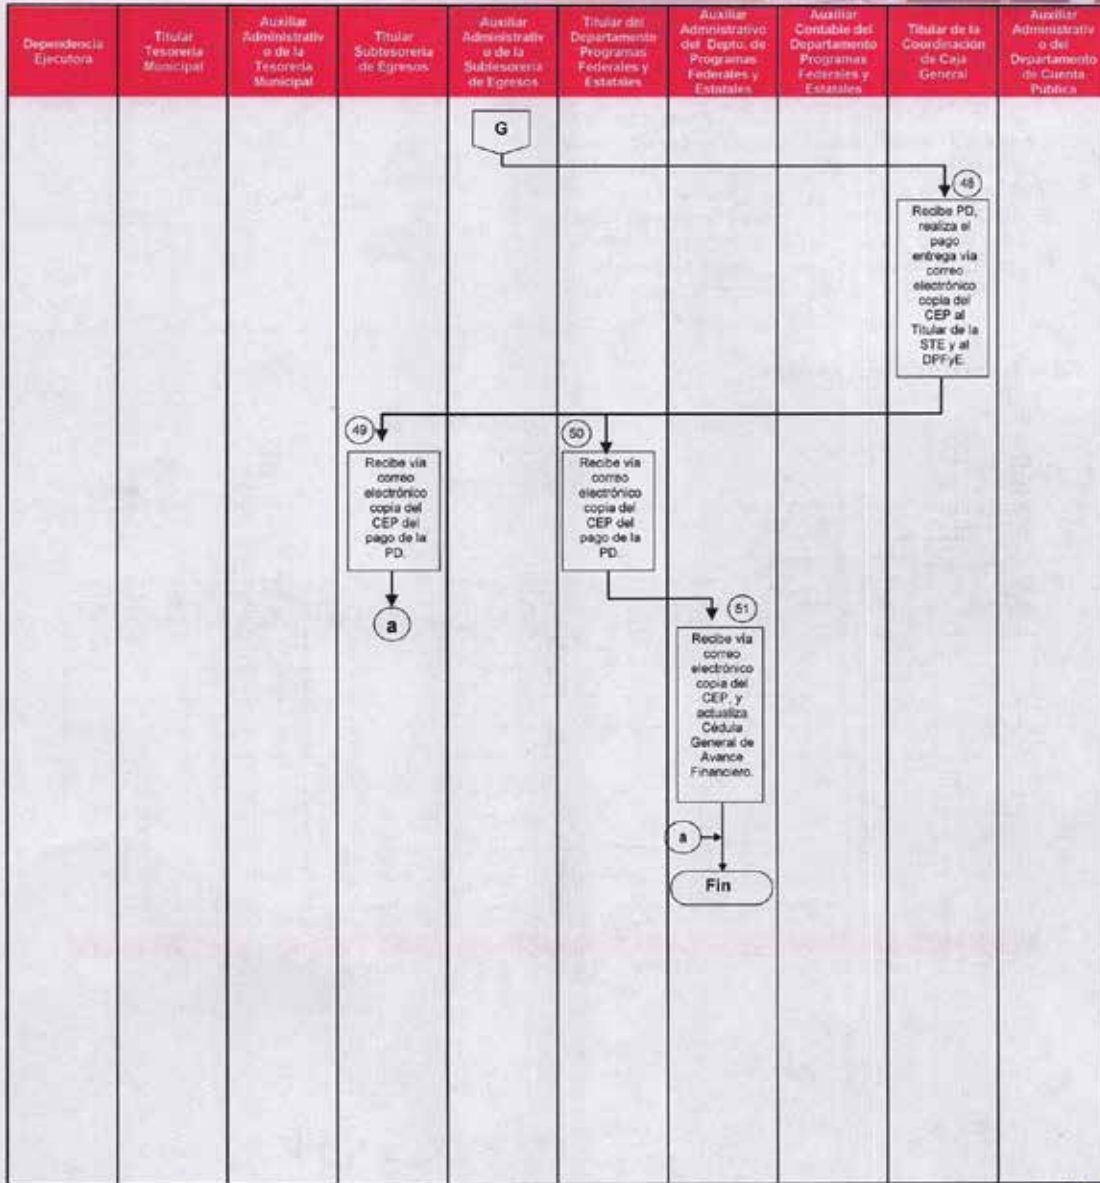 Dependencia
Ejecutora
Titular
Tesorería
Municipal
Auxiliar
Administrativ
o de la
Tesorería
Municipal
Titular
Subtesorería
de Egresos
Auxiliar
Administrativ
o de la
Subtesorería
de Egresos
Titular del
Departamento
Programas
Federales y
Estatales
Auxiliar
Administrativo
del Depto. de
Programas
Federales y
Estatales
Auxiliar
Contable del
Departamento
Programas
Federales y
Estatales
Titular de la
Coordinación
de Caja
General
Auxiliar
Administrativ
o del
Departamento
de Cuenta
Pública
G
48
Recibe PD,
realiza el
pago
entrega vía
correo
electrónico
copia del
CEP al
Titular de la
STE y al
DPFyE.
49
Recibe vía
correo
electrónico
copia del
CEP del
pago de la
PD.
a
50
Recibe vía
correo
electrónico
copia del
CEP del
pago de la
PD.
51
Recibe vía
correo
electrónico
copia del
CEP, y
actualiza
Cédula
General de
Avance
Financiero.
a
Fin